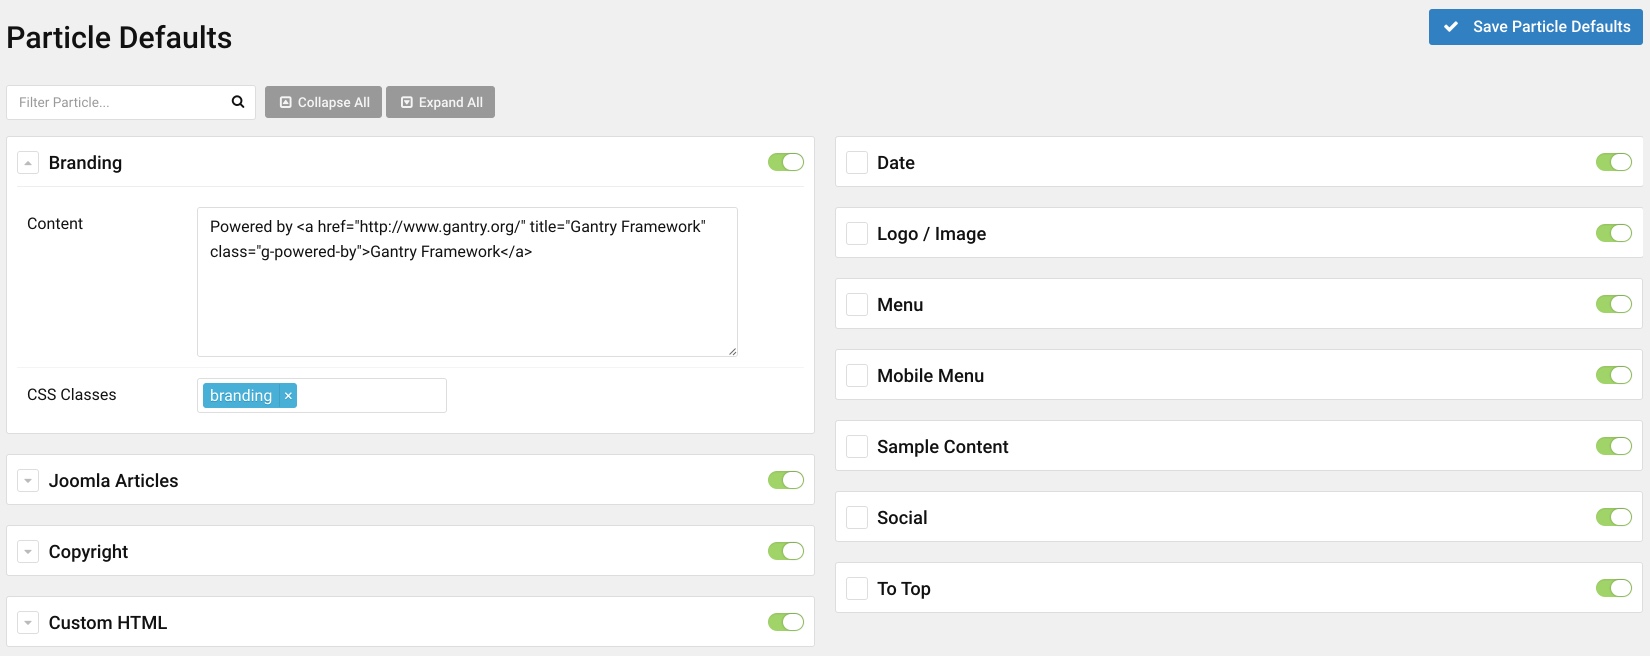 Particle Defaults
Save Particle Defaults
Filter Particle...
Collapse All
Expand All
Branding
Content
Powered by <a href="http://www.gantry.org/" title="Gantry Framework"
class="g-powered-by">Gantry Framework</a>
CSS Classes
branding ×
Joomla Articles
Copyright
Custom HTML
Date
Logo / Image
Menu
Mobile Menu
Sample Content
Social
To Top